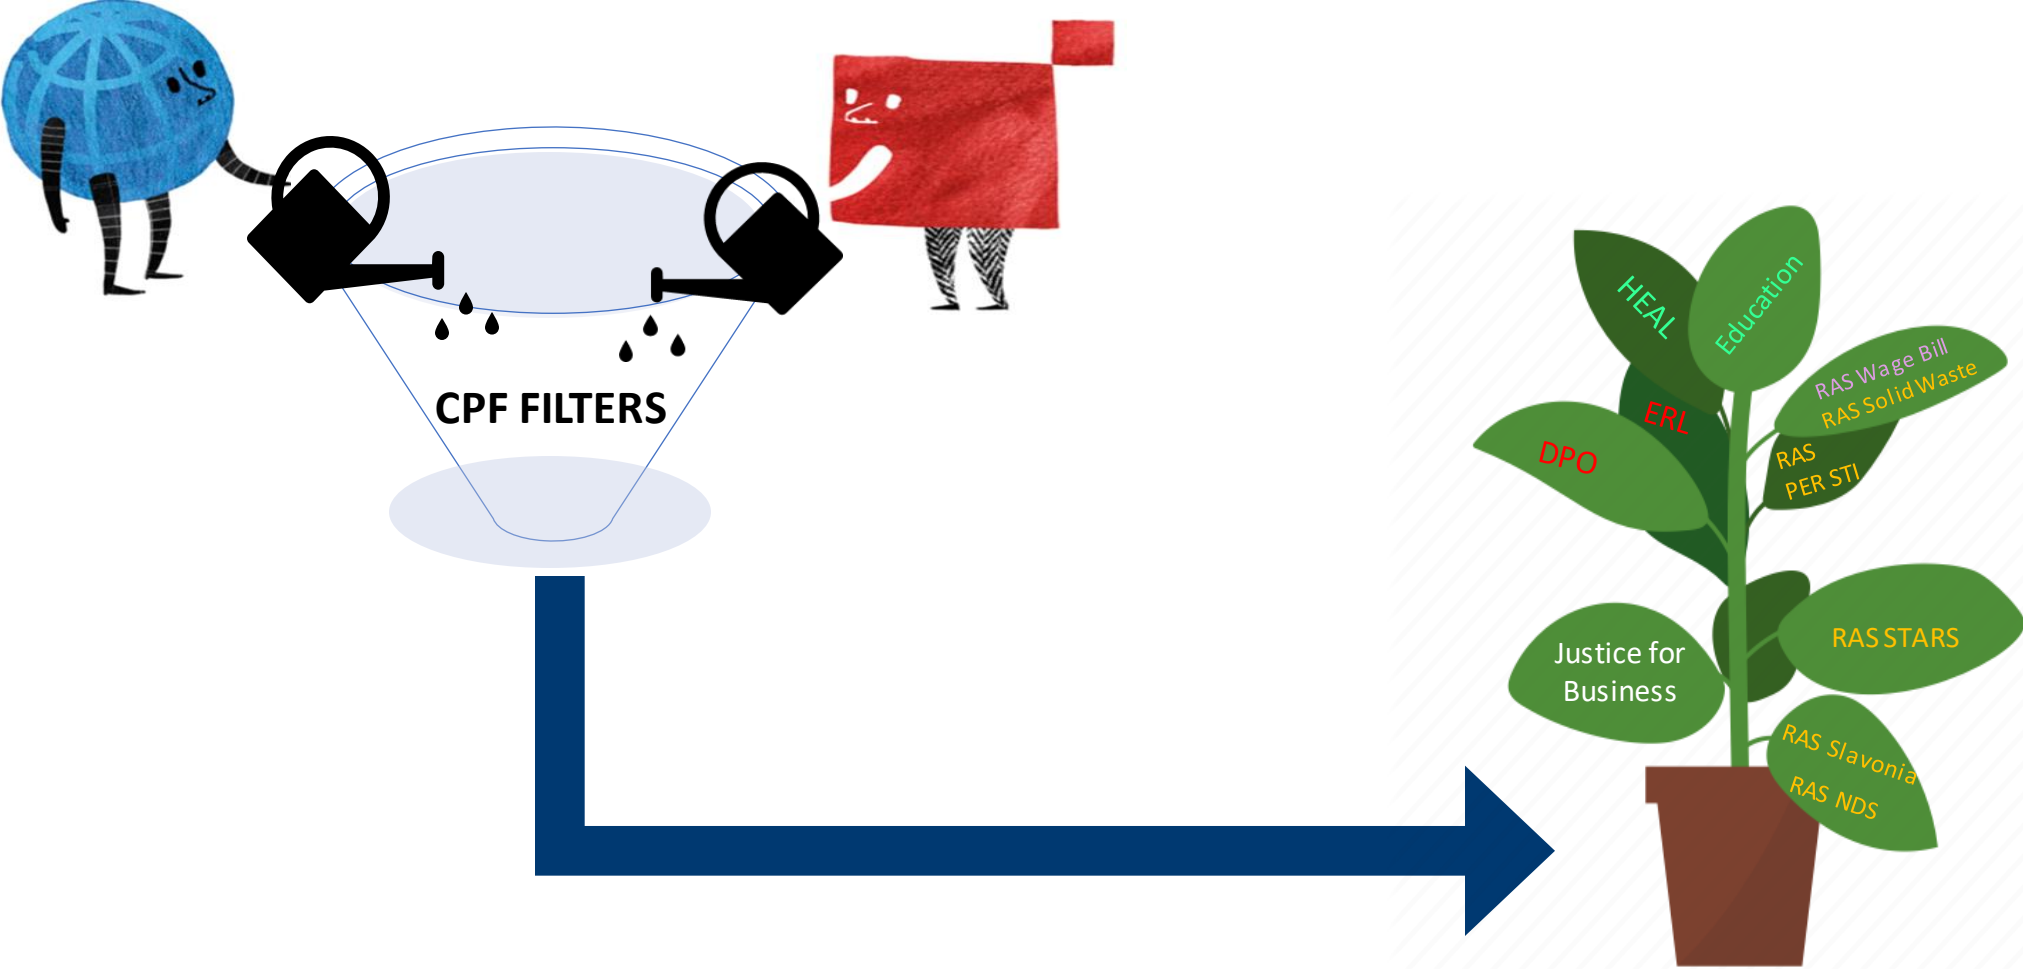 CPF FILTERS
HEAL
Education
RAS Wage Bill
RAS Solid Waste
ERL
DPO
RAS
PER STI
Justice for
Business
RAS STARS
RAS Slavonia
RAS NDS